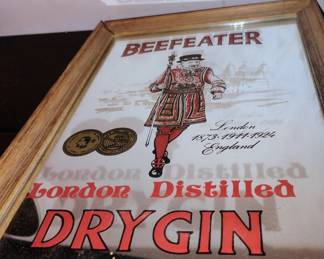 BEEFEATER
London
1873·1911·1924
England
London Distilled
DRY GIN